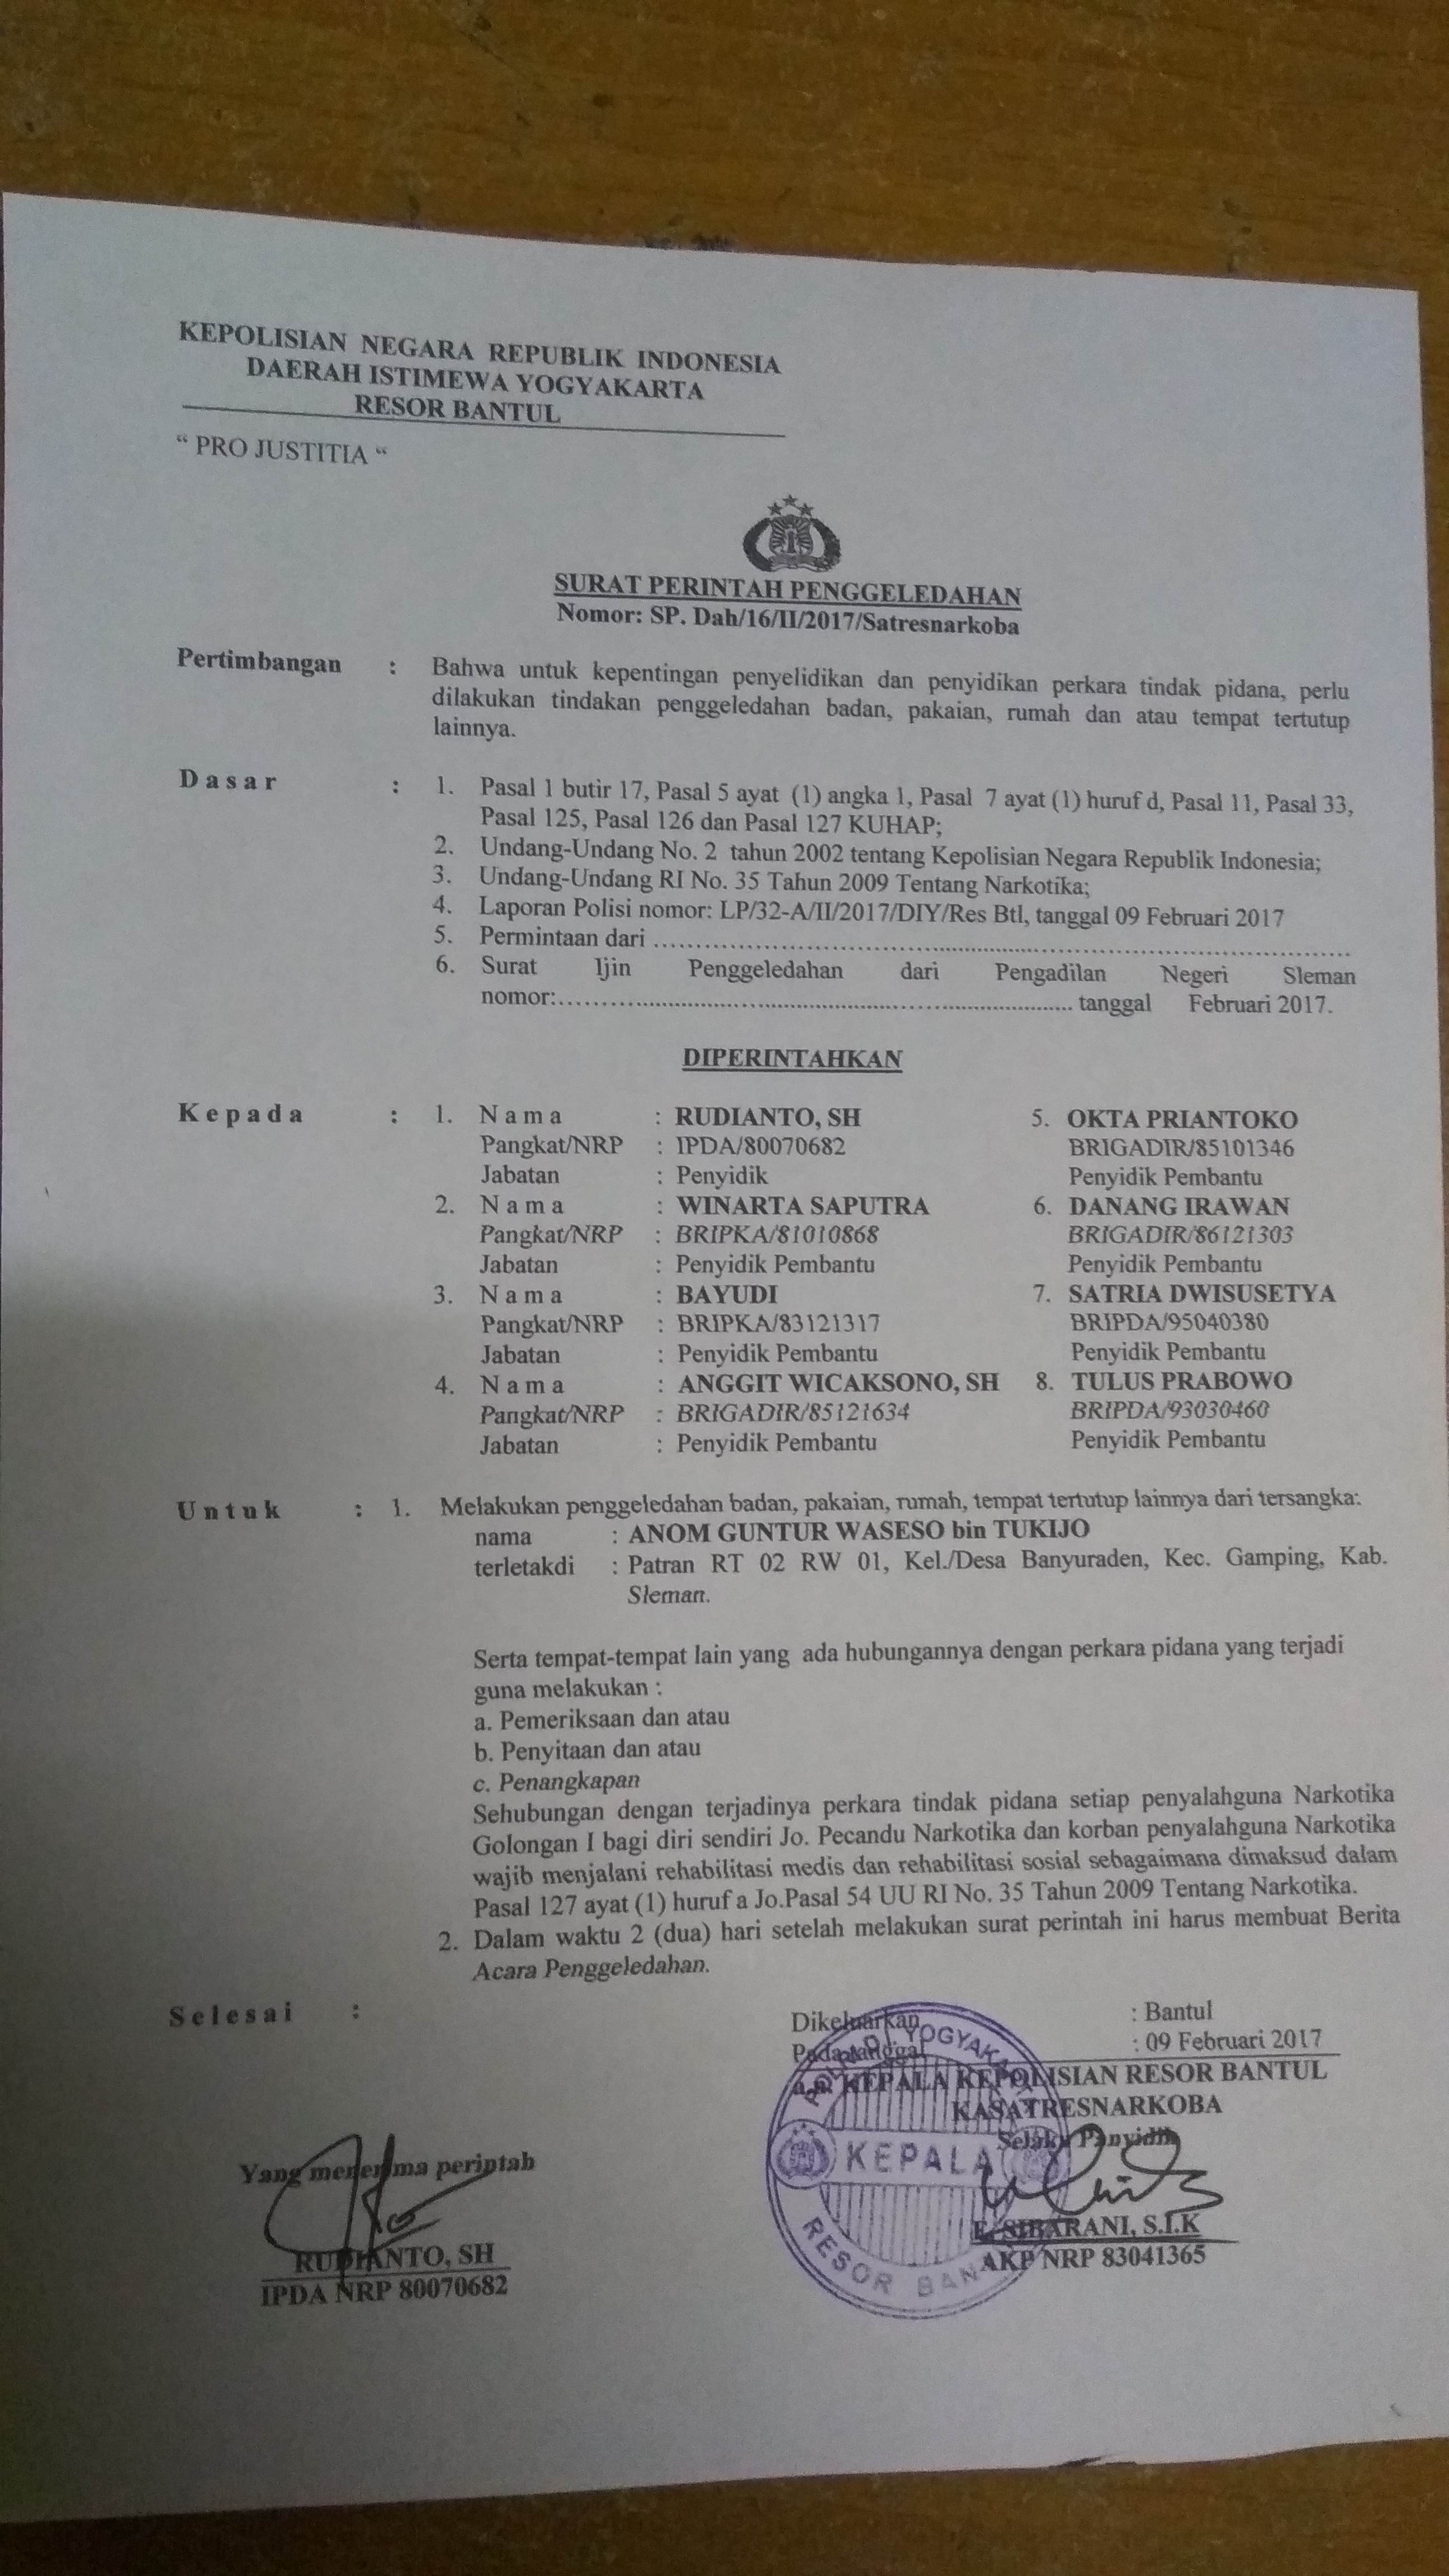 KEPOLISIAN NEGARA REPUBLIK INDONESIA
DAERAH ISTIMEWA YOGYAKARTA
RESOR BANTUL
“ PRO JUSTITIA “
SURAT PERINTAH PENGGELEDAHAN
Nomor: SP. Dah/16/II/2017/Satresnarkoba
Pertimbangan : Bahwa untuk kepentingan penyelidikan dan penyidikan perkara tindak pidana, perlu
dilakukan tindakan penggeledahan badan, pakaian, rumah dan atau tempat tertutup
lainnya.
D a s a r : 1. Pasal 1 butir 17, Pasal 5 ayat (1) angka 1, Pasal 7 ayat (1) huruf d, Pasal 11, Pasal 33,
Pasal 125, Pasal 126 dan Pasal 127 KUHAP;
2. Undang-Undang No. 2 tahun 2002 tentang Kepolisian Negara Republik Indonesia;
3. Undang-Undang RI No. 35 Tahun 2009 Tentang Narkotika;
4. Laporan Polisi nomor: LP/32-A/II/2017/DIY/Res Btl, tanggal 09 Februari 2017
5. Permintaan dari ........................................................................
6. Surat Ijin Penggeledahan dari Pengadilan Negeri Sleman
nomor:........................................................................ tanggal Februari 2017.
DIPERINTAHKAN
K e p a d a : 1. N a m a : RUDIANTO, SH 5. OKTA PRIANTOKO
Pangkat/NRP : IPDA/80070682 BRIGADIR/85101346
Jabatan : Penyidik Penyidik Pembantu
2. N a m a : WINARTA SAPUTRA 6. DANANG IRAWAN
Pangkat/NRP : BRIPKA/81010868 BRIGADIR/86121303
Jabatan : Penyidik Pembantu Penyidik Pembantu
3. N a m a : BAYUDI 7. SATRIA DWISUSETYA
Pangkat/NRP : BRIPKA/83121317 BRIPDA/95040380
Jabatan : Penyidik Pembantu Penyidik Pembantu
4. N a m a : ANGGIT WICAKSONO, SH 8. TULUS PRABOWO
Pangkat/NRP : BRIGADIR/85121634 BRIPDA/93030460
Jabatan : Penyidik Pembantu Penyidik Pembantu
U n t u k : 1. Melakukan penggeledahan badan, pakaian, rumah, tempat tertutup lainnya dari tersangka:
nama : ANOM GUNTUR WASESO bin TUKIJO
terletakdi : Patran RT 02 RW 01, Kel./Desa Banyuraden, Kec. Gamping, Kab.
Sleman.
Serta tempat-tempat lain yang ada hubungannya dengan perkara pidana yang terjadi
guna melakukan :
a. Pemeriksaan dan atau
b. Penyitaan dan atau
c. Penangkapan
Sehubungan dengan terjadinya perkara tindak pidana setiap penyalahguna Narkotika
Golongan I bagi diri sendiri Jo. Pecandu Narkotika dan korban penyalahguna Narkotika
wajib menjalani rehabilitasi medis dan rehabilitasi sosial sebagaimana dimaksud dalam
Pasal 127 ayat (1) huruf a Jo.Pasal 54 UU RI No. 35 Tahun 2009 Tentang Narkotika.
2. Dalam waktu 2 (dua) hari setelah melakukan surat perintah ini harus membuat Berita
Acara Penggeledahan.
S e l e s a i :
Dikeluarkan : Bantul
Pada tanggal : 09 Februari 2017
a.n. KEPALA KEPOLISIAN RESOR BANTUL
KASATRESNARKOBA
Selaku Penyidik
Yang menerima perintah
KEPALA
RESOR BAN
E. SIBARANI, S.I.K
AKP NRP 83041365
RUDIANTO, SH
IPDA NRP 80070682